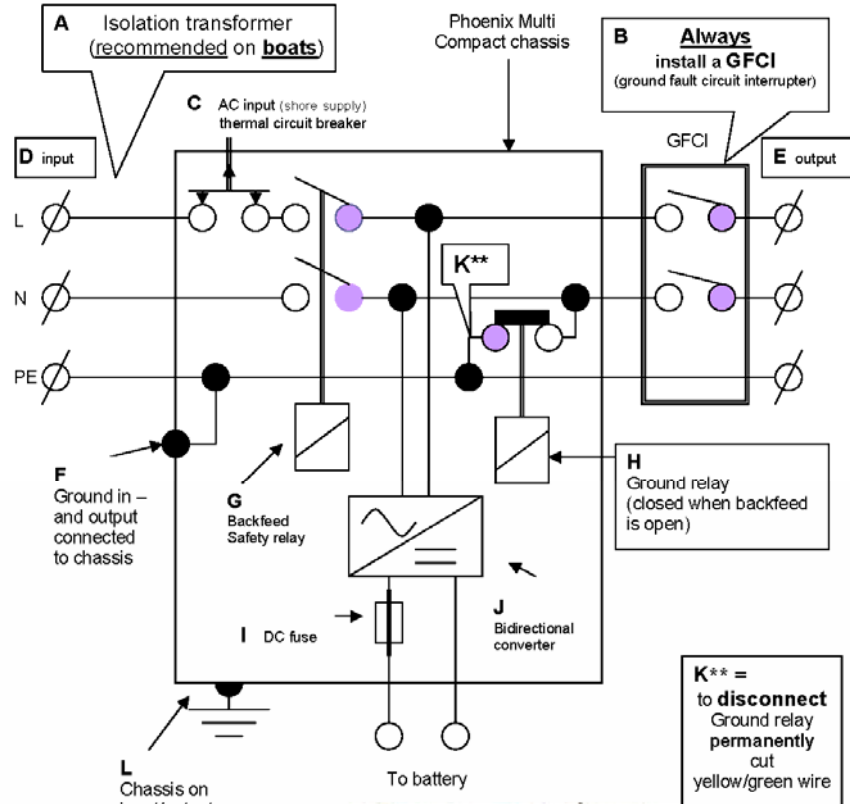 A Isolation transformer
(recommended on boats)
Phoenix Multi
Compact chassis
B Always
install a GFCI
(ground fault circuit interrupter)
C AC input (shore supply)
thermal circuit breaker
GFCI
D input
E output
L
N
PE
K**
F
Ground in –
and output
connected
to chassis
G
Backfeed
Safety relay
H
Ground relay
(closed when backfeed
is open)
I DC fuse
J
Bidirectional
converter
K** =
to disconnect
Ground relay
permanently
cut
yellow/green wire
L
Chassis on
To battery